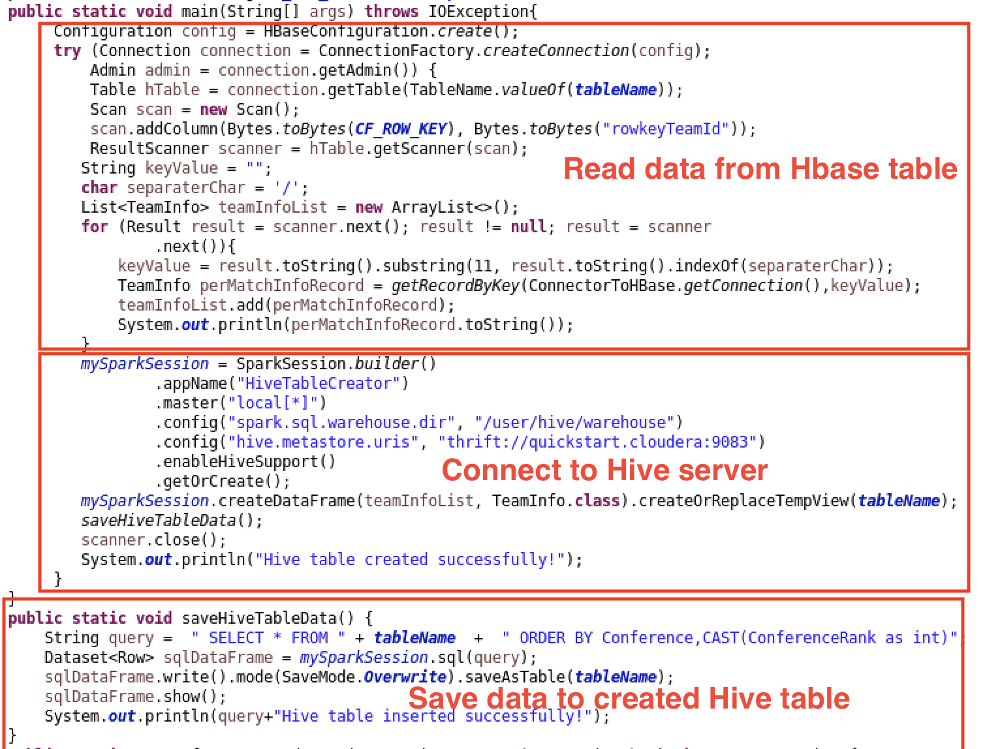 public static void main(String[] args) throws IOException{
Configuration config = HBaseConfiguration.create();
try (Connection connection = ConnectionFactory.createConnection(config);
Admin admin = connection.getAdmin()) {
Table hTable = connection.getTable(TableName.valueOf(tableName));
Scan scan = new Scan();
scan.addColumn(Bytes.toBytes(CF_ROW_KEY), Bytes.toBytes("rowkeyTeamId"));
ResultScanner scanner = hTable.getScanner(scan);
String keyValue = "";
Read data from Hbase table
char separaterChar = '/';
List<TeamInfo> teamInfoList = new ArrayList<>();
for (Result result = scanner.next(); result != null; result = scanner
.next()){
keyValue = result.toString().substring(11, result.toString().indexOf(separaterChar));
TeamInfo perMatchInfoRecord = getRecordByKey(ConnectorToHBase.getConnection(),keyValue);
teamInfoList.add(perMatchInfoRecord);
System.out.println(perMatchInfoRecord.toString());
}
mySparkSession = SparkSession.builder()
.appName("HiveTableCreator")
.master("local[*]")
.config("spark.sql.warehouse.dir", "/user/hive/warehouse")
.config("hive.metastore.uris", "thrift://quickstart.cloudera:9083")
.enableHiveSupport()
Connect to Hive server
.getOrCreate();
mySparkSession.createDataFrame(teamInfoList, TeamInfo.class).createOrReplaceTempView(tableName);
saveHiveTableData();
scanner.close();
System.out.println("Hive table created successfully!");
}
}
public static void saveHiveTableData() {
String query =  " SELECT * FROM " + tableName  +  " ORDER BY Conference,CAST(ConferenceRank as int)";
Dataset<Row> sqlDataFrame = mySparkSession.sql(query);
sqlDataFrame.write().mode(SaveMode.Overwrite).saveAsTable(tableName);
sqlDataFrame.show();
Save data to created Hive table
System.out.println(query+"Hive table inserted successfully!");
}